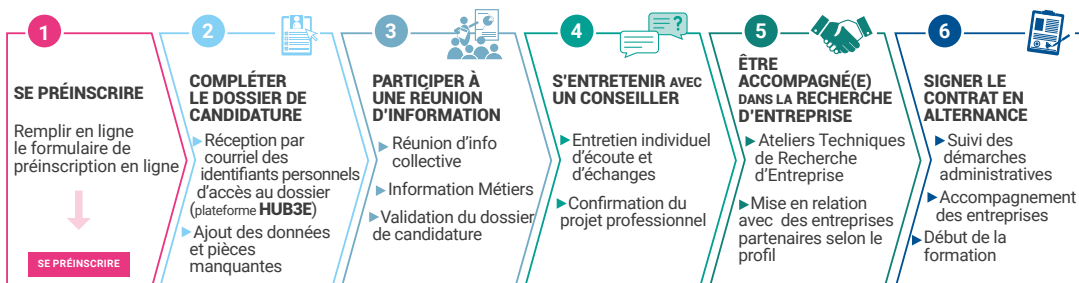 1
SE PRÉINSCRIRE
Remplir en ligne
le formulaire de
préinscription en ligne
SE PRÉINSCRIRE
2
COMPLÉTER
LE DOSSIER DE
CANDIDATURE
▶ Réception par
courriel des
identifiants personnels
d'accès au dossier
(plateforme HUB3E)
▶ Ajout des données
et pièces
manquantes
3
PARTICIPER À
UNE RÉUNION
D'INFORMATION
▶ Réunion d'info
collective
▶ Information Métiers
▶ Validation du dossier
de candidature
4
?
S'ENTRETENIR AVEC
UN CONSEILLER
▶ Entretien individuel
d'écoute et
d'échanges
▶ Confirmation du
projet professionnel
5
ÊTRE
ACCOMPAGNÉ(E)
DANS LA RECHERCHE
D'ENTREPRISE
▶ Ateliers Techniques
de Recherche
d'Entreprise
▶ Mise en relation
avec des entreprises
partenaires selon le
profil
6
SIGNER LE
CONTRAT EN
ALTERNANCE
▶ Suivi des
démarches
administratives
▶ Accompagnement
des entreprises
▶ Début de la
formation